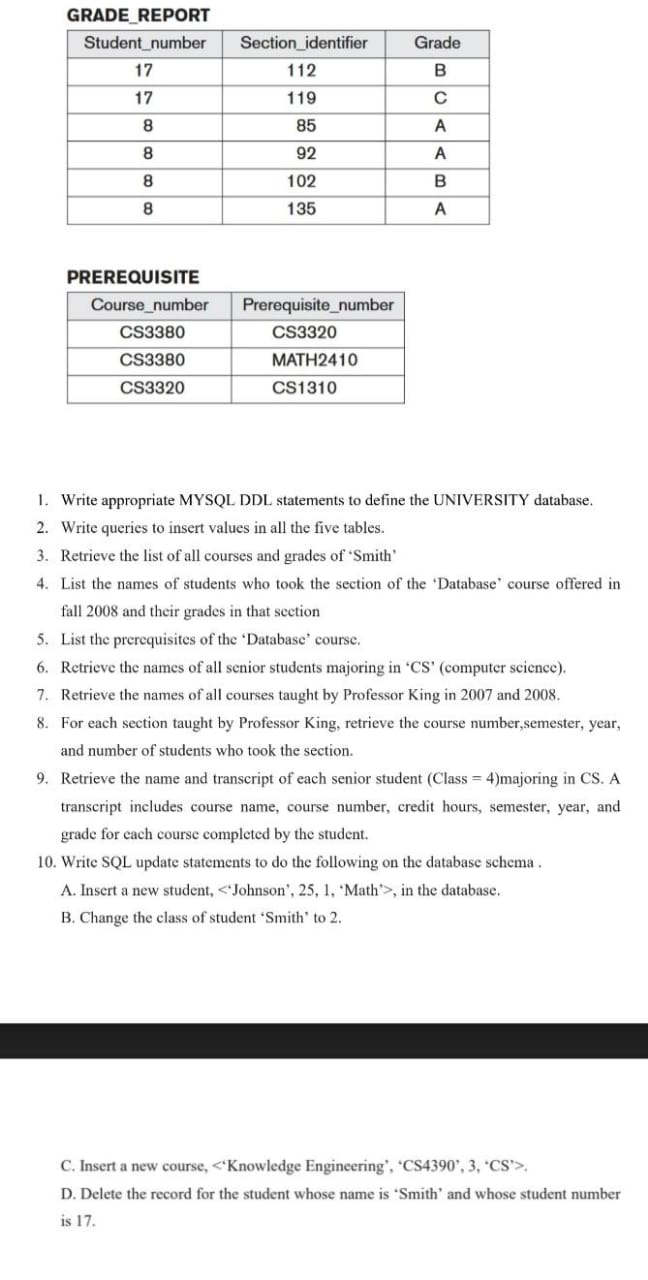 GRADE_REPORT
Student_number Section_identifier Grade
17 112 B
17 119 C
8 85 A
8 92 A
8 102 B
8 135 A
PREREQUISITE
Course_number Prerequisite_number
CS3380 CS3320
CS3380 MATH2410
CS3320 CS1310
1. Write appropriate MYSQL DDL statements to define the UNIVERSITY database.
2. Write queries to insert values in all the five tables.
3. Retrieve the list of all courses and grades of ‘Smith’
4. List the names of students who took the section of the ‘Database’ course offered in
fall 2008 and their grades in that section
5. List the prerequisites of the ‘Database’ course.
6. Retrieve the names of all senior students majoring in ‘CS’ (computer science).
7. Retrieve the names of all courses taught by Professor King in 2007 and 2008.
8. For each section taught by Professor King, retrieve the course number,semester, year,
and number of students who took the section.
9. Retrieve the name and transcript of each senior student (Class = 4)majoring in CS. A
transcript includes course name, course number, credit hours, semester, year, and
grade for each course completed by the student.
10. Write SQL update statements to do the following on the database schema .
A. Insert a new student, <‘Johnson’, 25, 1, ‘Math’>, in the database.
B. Change the class of student ‘Smith’ to 2.
C. Insert a new course, <‘Knowledge Engineering’, ‘CS4390’, 3, ‘CS’>.
D. Delete the record for the student whose name is ‘Smith’ and whose student number
is 17.